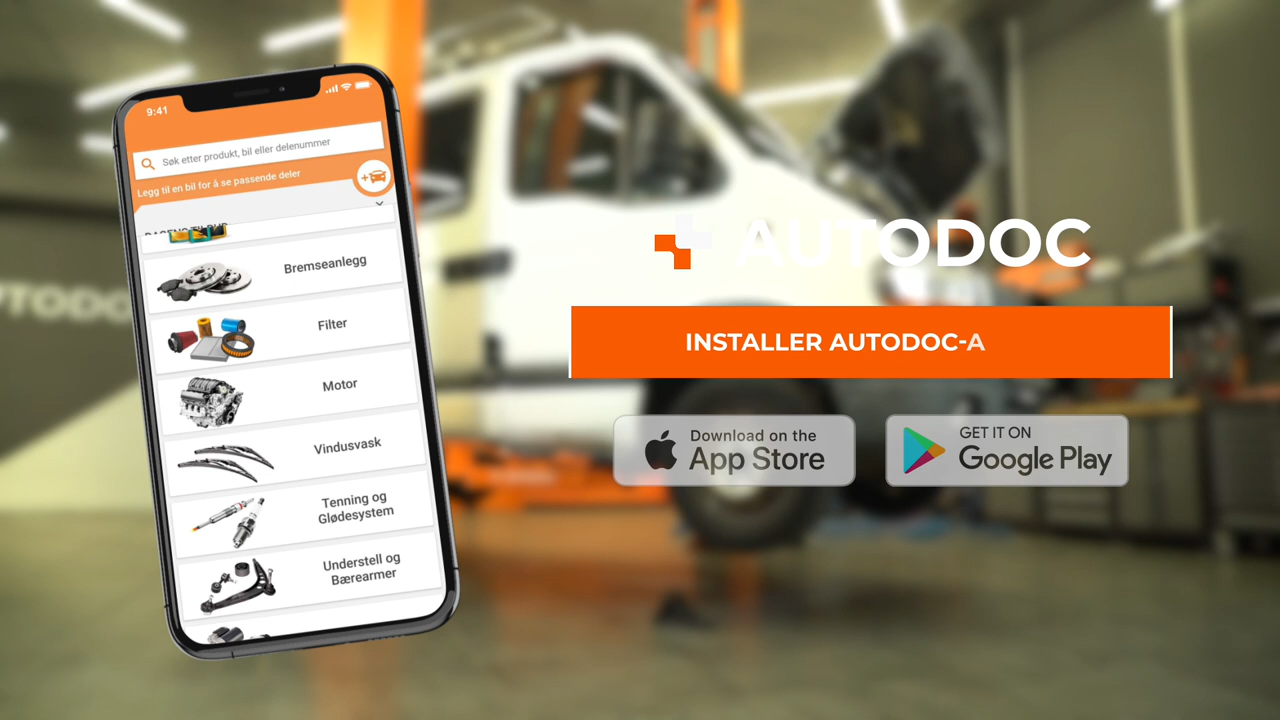 9:41
Søk etter produkt, bil eller delenummer
Legg til en bil for å se passende deler
Bremseanlegg
Filter
Motor
Vindusvask
Tenning og
Glødesystem
Understell og
Bærearmer
AUTODOC
INSTALLER AUTODOC-A
Download on the
App Store
GET IT ON
Google Play